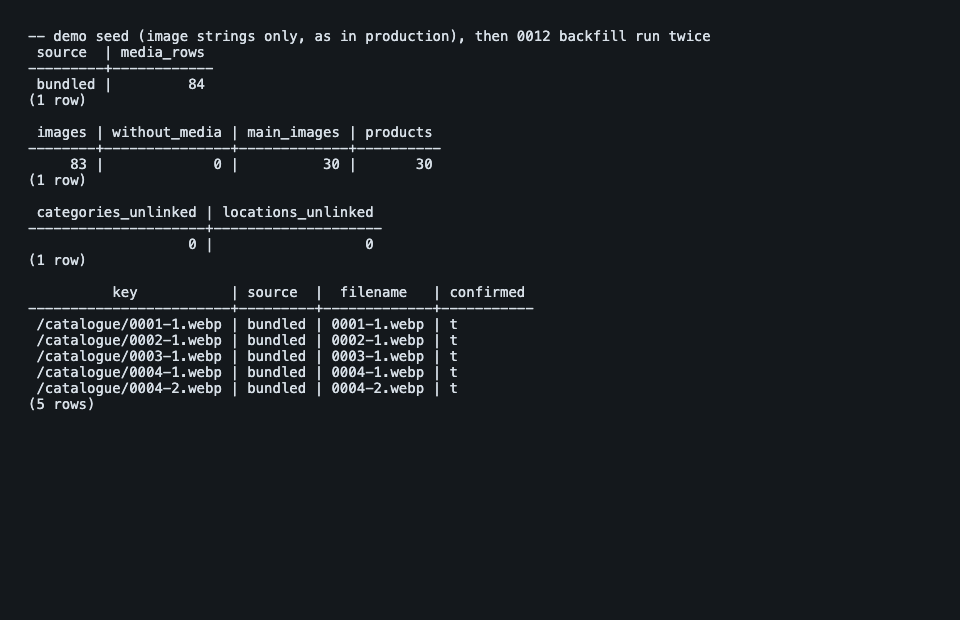 -- demo seed (image strings only, as in production), then 0012 backfill run twice
 source  | media_rows
---------+------------
 bundled |         84
(1 row)

 images | without_media | main_images | products
--------+---------------+-------------+----------
     83 |             0 |          30 |       30
(1 row)

 categories_unlinked | locations_unlinked
---------------------+--------------------
                   0 |                  0
(1 row)

          key           | source  |  filename   | confirmed
------------------------+---------+-------------+-----------
 /catalogue/0001-1.webp | bundled | 0001-1.webp | t
 /catalogue/0002-1.webp | bundled | 0002-1.webp | t
 /catalogue/0003-1.webp | bundled | 0003-1.webp | t
 /catalogue/0004-1.webp | bundled | 0004-1.webp | t
 /catalogue/0004-2.webp | bundled | 0004-2.webp | t
(5 rows)